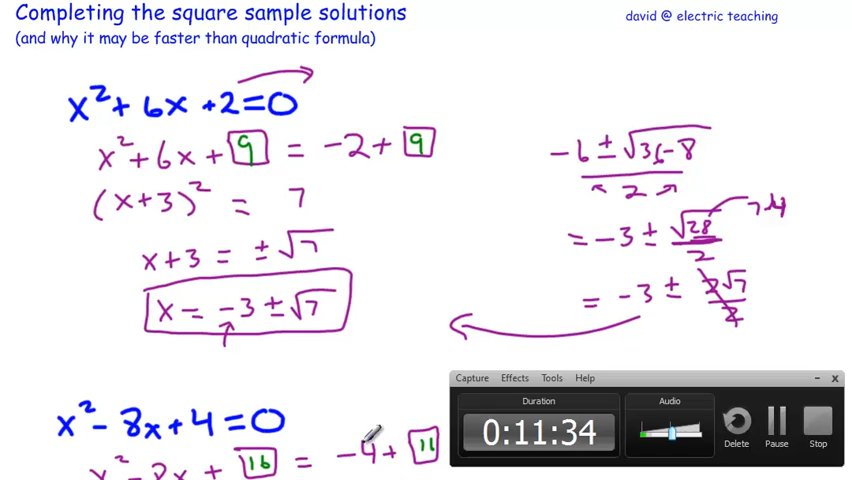 Completing the square sample solutions
david @ electric teaching
(and why it may be faster than quadratic formula)
x² + 6x + 2 = 0
x² + 6x + 9 = -2 + 9
(x + 3)² = 7
x + 3 = ± √7
x = -3 ± √7
-6 ± √36 - 8
2
= -3 ± √28
2
7·4
= -3 ± 2√7
2
x² - 8x + 4 = 0
x² - 8x + 16 = -4 +
Capture Effects Tools Help
Duration
0:11:34
Audio
Delete
Pause
Stop